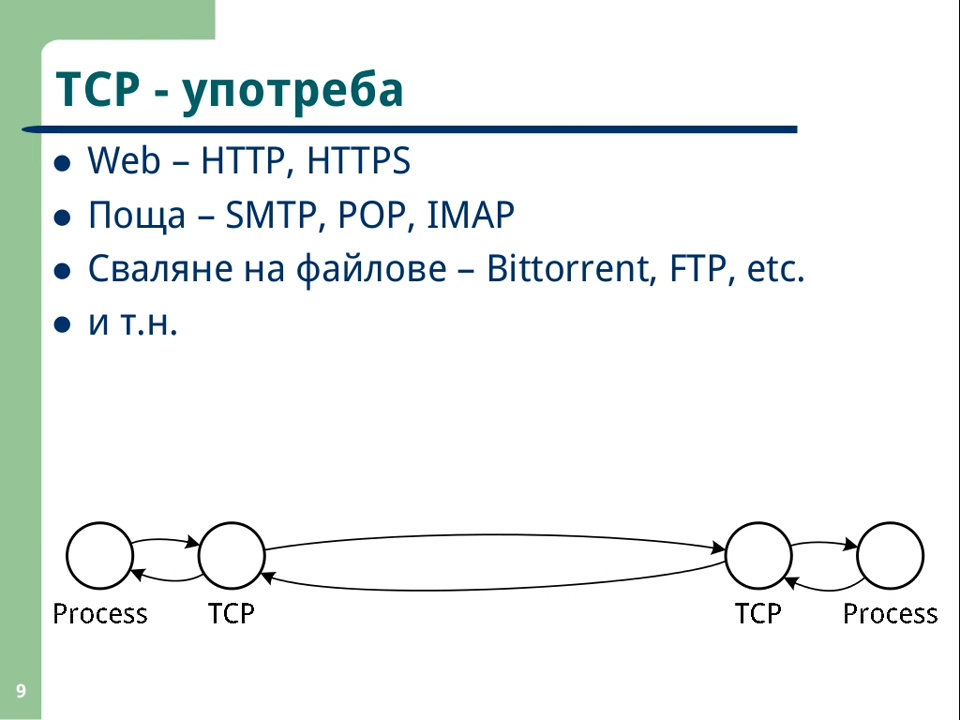 TCP - употреба
Web – HTTP, HTTPS
Поща – SMTP, POP, IMAP
Сваляне на файлове – Bittorrent, FTP, etc.
и т.н.
Process TCP TCP Process
9